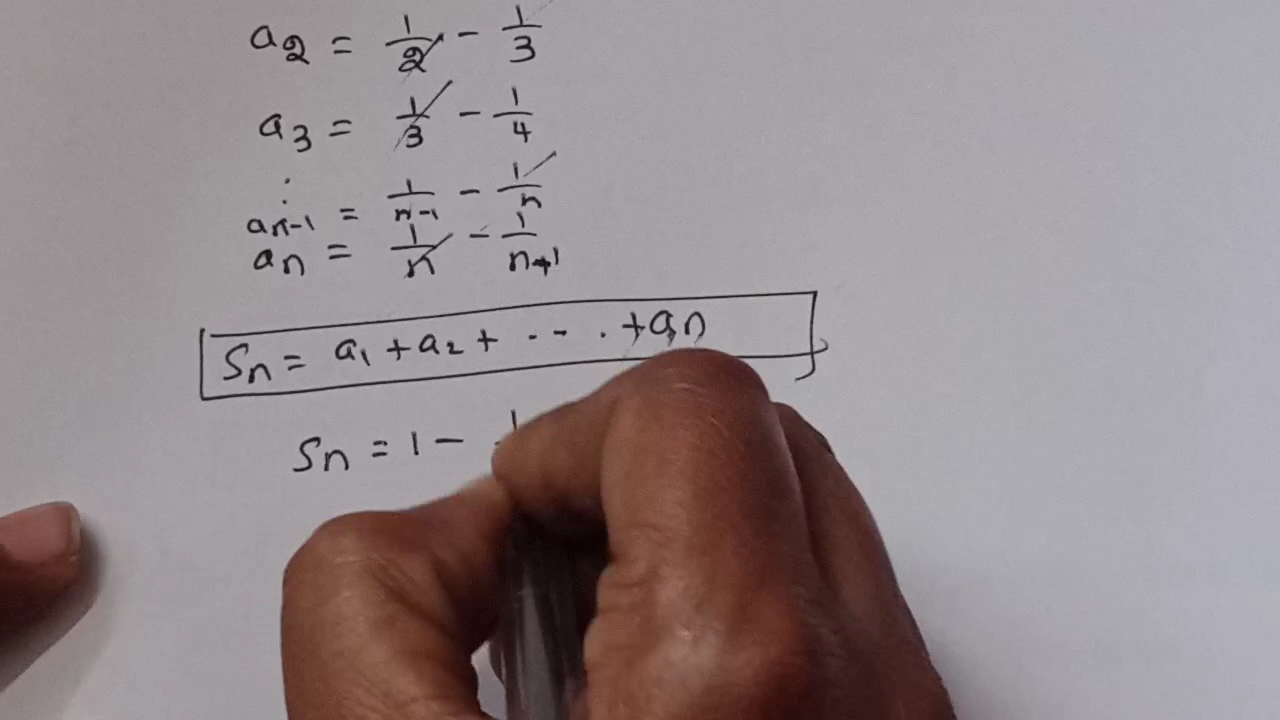 a2 = 1/2 - 1/3
a3 = 1/3 - 1/4
.
an-1 = 1/n-1 - 1/n
an = 1/n - 1/n+1
Sn = a1 + a2 + -- . . + an
Sn = 1 - 1